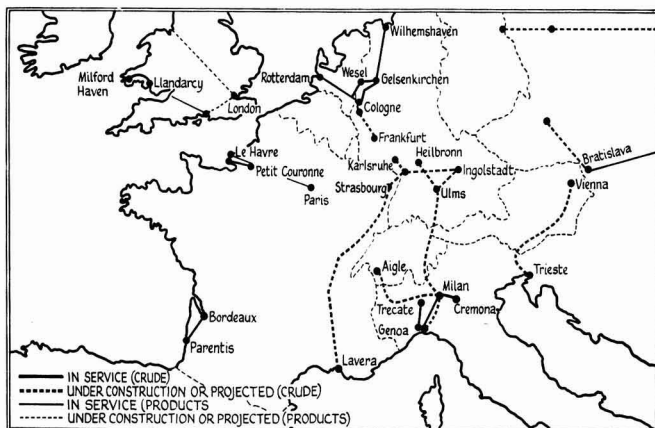 Wilhemshaven
Milford
Haven
Llandarcy
London
Rotterdam
Wesel
Gelsenkirchen
Cologne
Frankfurt
Le Havre
Petit Couronne
Paris
Karlsruhe
Heilbronn
Ingolstadt
Strasbourg
Ulms
Bratislava
Vienna
Aigle
Milan
Trieste
Trecate
Cremona
Genoa
Bordeaux
Parentis
Lavera
IN SERVICE (CRUDE)
UNDER CONSTRUCTION OR PROJECTED (CRUDE)
IN SERVICE (PRODUCTS
UNDER CONSTRUCTION OR PROJECTED (PRODUCTS)